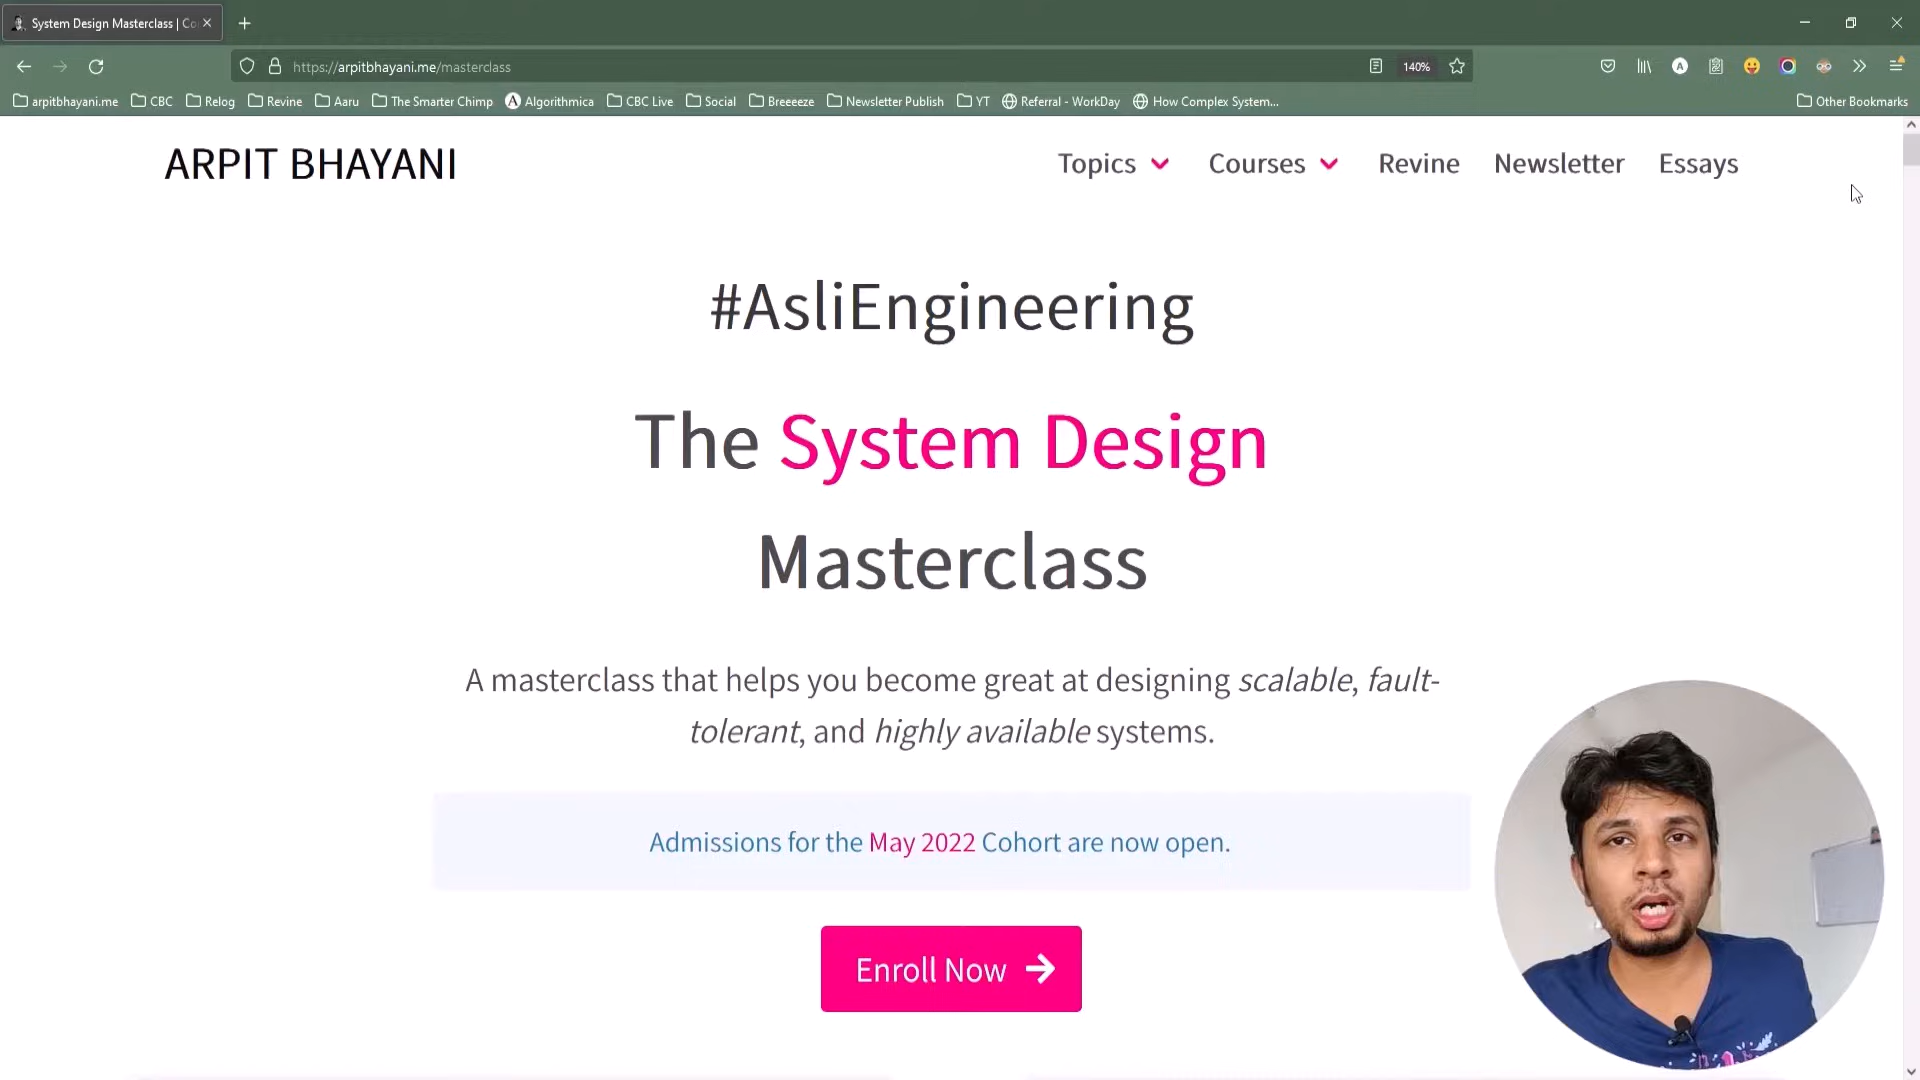 System Design Masterclass | Co
https://arpitbhayani.me/masterclass
140%
arpitbhayani.me
CBC
Relog
Revine
Aaru
The Smarter Chimp
Algorithmica
CBC Live
Social
Breeeeze
Newsletter Publish
YT
Referral - WorkDay
How Complex System...
Other Bookmarks
ARPIT BHAYANI
Topics
Courses
Revine
Newsletter
Essays
#AsliEngineering
The System Design
Masterclass
A masterclass that helps you become great at designing scalable, fault-
tolerant, and highly available systems.
Admissions for the May 2022 Cohort are now open.
Enroll Now